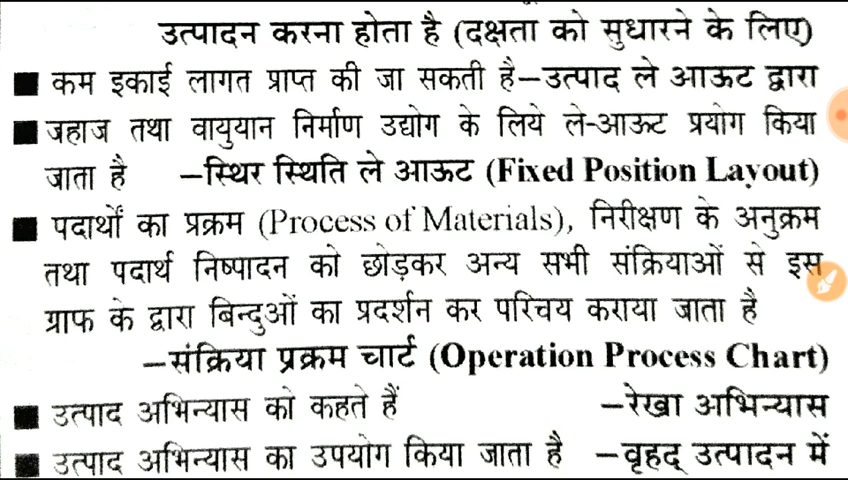 उत्पादन करना होता है (दक्षता को सुधारने के लिए)
■ कम इकाई लागत प्राप्त की जा सकती है–उत्पाद ले आऊट द्वारा
■ जहाज तथा वायुयान निर्माण उद्योग के लिये ले-आऊट प्रयोग किया
जाता है –स्थिर स्थिति ले आऊट (Fixed Position Layout)
■ पदार्थों का प्रक्रम (Process of Materials), निरीक्षण के अनुक्रम
तथा पदार्थ निष्पादन को छोड़कर अन्य सभी संक्रियाओं से इस
ग्राफ के द्वारा बिन्दुओं का प्रदर्शन कर परिचय कराया जाता है
–संक्रिया प्रक्रम चार्ट (Operation Process Chart)
■ उत्पाद अभिन्यास को कहते हैं –रेखा अभिन्यास
■ उत्पाद अभिन्यास का उपयोग किया जाता है –वृहद् उत्पादन में